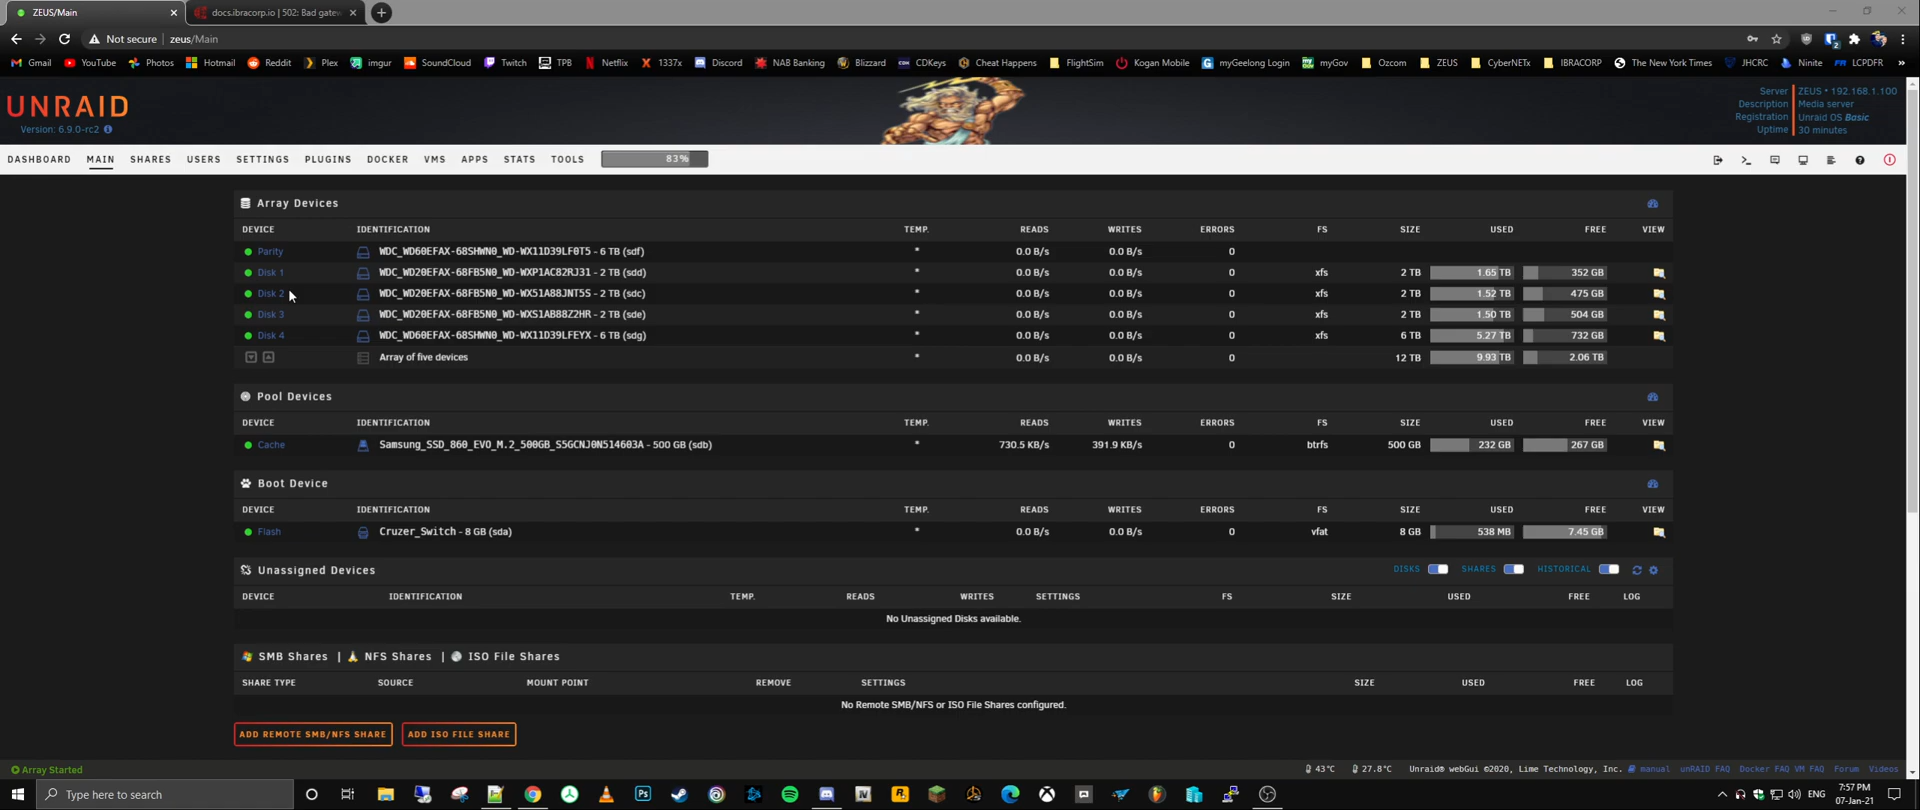 ZEUS/Main
docs.ibracorp.io | 502: Bad gatew
Not secure | zeus/Main
2
Gmail YouTube Photos Hotmail Reddit Plex imgur SoundCloud Twitch TPB Netflix 1337x Discord NAB Banking Blizzard CDKeys Cheat Happens FlightSim Kogan Mobile myGeelong Login myGov Ozcom ZEUS CyberNETx IBRACORP The New York Times JHCRC Ninite LCPDFR »
UNRAID
Version: 6.9.0-rc2
Server ZEUS • 192.168.1.100
Description Media server
Registration Unraid OS Basic
Uptime 30 minutes
DASHBOARD MAIN SHARES USERS SETTINGS PLUGINS DOCKER VMS APPS STATS TOOLS 83%
Array Devices
DEVICE IDENTIFICATION TEMP. READS WRITES ERRORS FS SIZE USED FREE VIEW
Parity WDC_WD60EFAX-68SHWN0_WD-WX11D39LF0T5 - 6 TB (sdf) * 0.0 B/s 0.0 B/s 0
Disk 1 WDC_WD20EFAX-68FB5N0_WD-WXP1AC82RJ31 - 2 TB (sdd) * 0.0 B/s 0.0 B/s 0 xfs 2 TB 1.65 TB 352 GB
Disk 2 WDC_WD20EFAX-68FB5N0_WD-WX51A88JNT5S - 2 TB (sdc) * 0.0 B/s 0.0 B/s 0 xfs 2 TB 1.52 TB 475 GB
Disk 3 WDC_WD20EFAX-68FB5N0_WD-WXS1AB88Z2HR - 2 TB (sde) * 0.0 B/s 0.0 B/s 0 xfs 2 TB 1.50 TB 504 GB
Disk 4 WDC_WD60EFAX-68SHWN0_WD-WX11D39LFEYX - 6 TB (sdg) * 0.0 B/s 0.0 B/s 0 xfs 6 TB 5.27 TB 732 GB
Array of five devices * 0.0 B/s 0.0 B/s 0 12 TB 9.93 TB 2.06 TB
Pool Devices
DEVICE IDENTIFICATION TEMP. READS WRITES ERRORS FS SIZE USED FREE VIEW
Cache Samsung_SSD_860_EVO_M.2_500GB_S5GCNJ0N514603A - 500 GB (sdb) * 730.5 KB/s 391.9 KB/s 0 btrfs 500 GB 232 GB 267 GB
Boot Device
DEVICE IDENTIFICATION TEMP. READS WRITES ERRORS FS SIZE USED FREE VIEW
Flash Cruzer_Switch - 8 GB (sda) * 0.0 B/s 0.0 B/s 0 vfat 8 GB 538 MB 7.45 GB
Unassigned Devices DISKS SHARES HISTORICAL
DEVICE IDENTIFICATION TEMP. READS WRITES SETTINGS FS SIZE USED FREE LOG
No Unassigned Disks available.
SMB Shares | NFS Shares | ISO File Shares
SHARE TYPE SOURCE MOUNT POINT REMOVE SETTINGS SIZE USED FREE LOG
No Remote SMB/NFS or ISO File Shares configured.
ADD REMOTE SMB/NFS SHARE ADD ISO FILE SHARE
Array Started 43°C 27.8°C Unraid® webGui ©2020, Lime Technology, Inc. manual unRAID FAQ Docker FAQ VM FAQ Forum Videos
Type here to search
ENG
7:57 PM
07-Jan-21